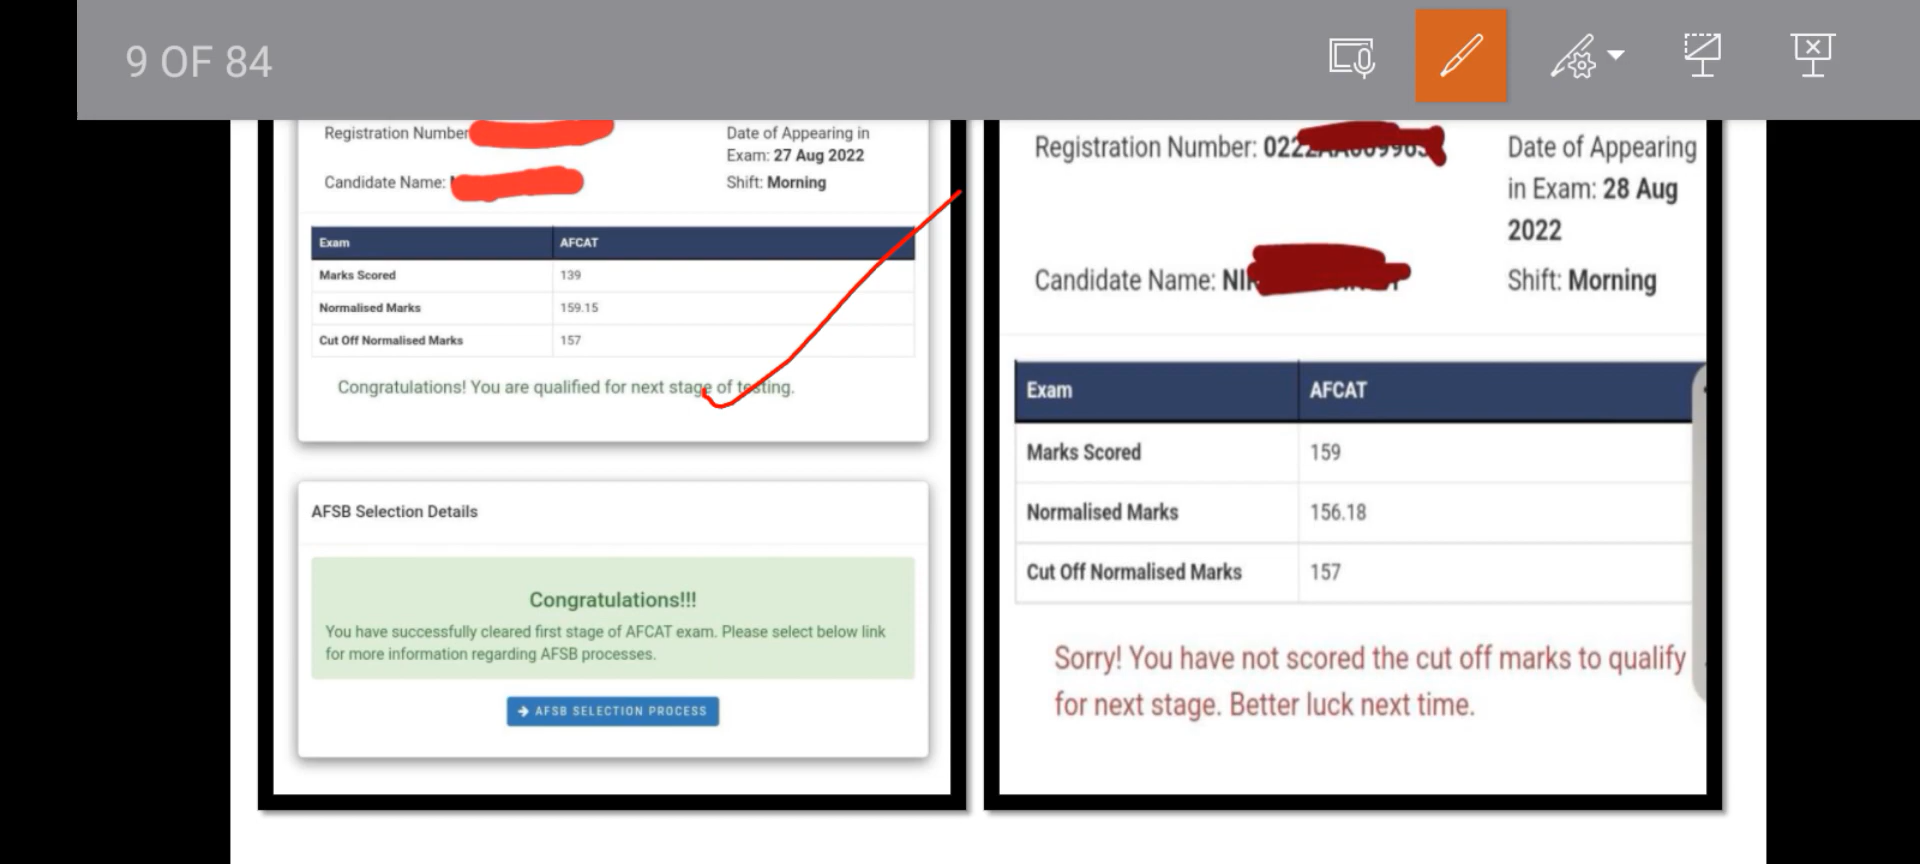 9 OF 84
Registration Number
Date of Appearing in
Exam: 27 Aug 2022
Candidate Name:
Shift: Morning
Exam AFCAT
Marks Scored 139
Normalised Marks 159.15
Cut Off Normalised Marks 157
Congratulations! You are qualified for next stage of testing.
AFSB Selection Details
Congratulations!!!
You have successfully cleared first stage of AFCAT exam. Please select below link
for more information regarding AFSB processes.
→ AFSB SELECTION PROCESS
Registration Number:
Date of Appearing
in Exam: 28 Aug
2022
Candidate Name:
Shift: Morning
Exam AFCAT
Marks Scored 159
Normalised Marks 156.18
Cut Off Normalised Marks 157
Sorry! You have not scored the cut off marks to qualify
for next stage. Better luck next time.